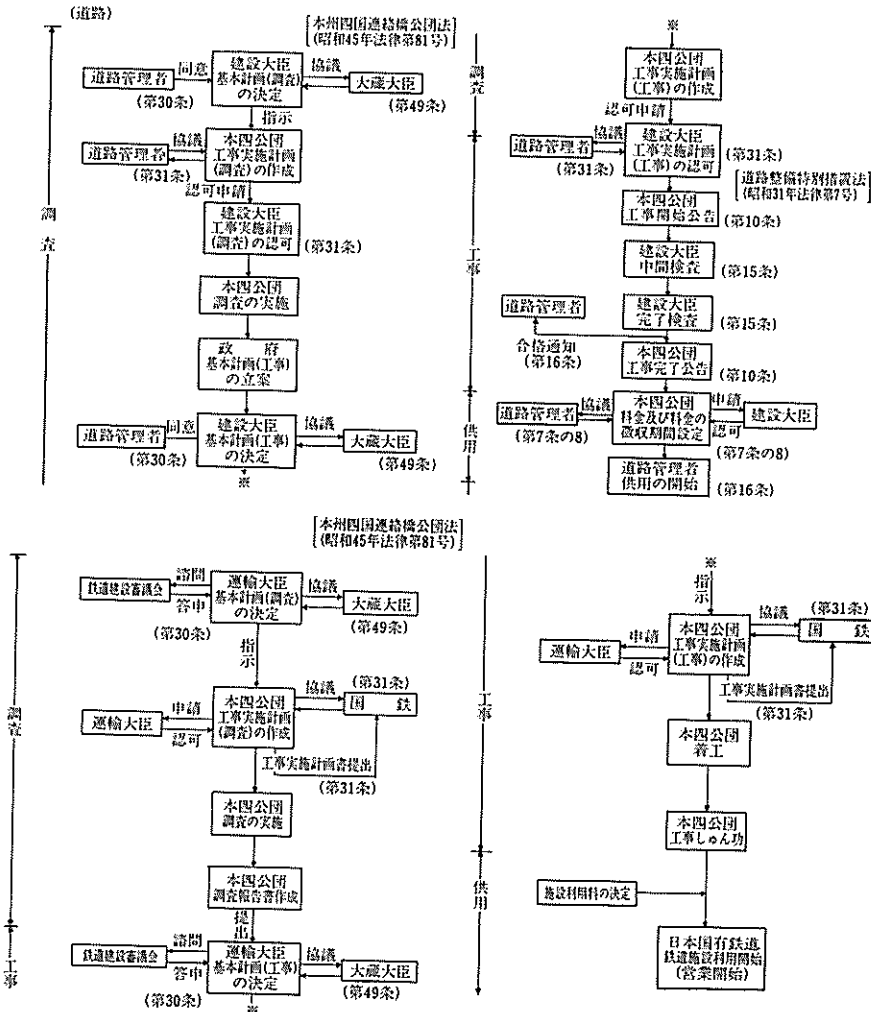 (道路)
本州四国連絡橋公団法
(昭和45年法律第81号)
調査
建設大臣
基本計画(調査)
の決定
道路管理者
同意
(第30条)
協議
大蔵大臣
(第49条)
指示
本四公団
工事実施計画
(調査)の作成
協議
道路管理者
(第31条)
認可申請
建設大臣
工事実施計画
(調査)の認可
(第31条)
本四公団
調査の実施
政府
基本計画(工事)
の立案
建設大臣
基本計画(工事)
の決定
道路管理者
同意
(第30条)
協議
大蔵大臣
(第49条)
※
※
調査
本四公団
工事実施計画
(工事)の作成
認可申請
協議
道路管理者
(第31条)
建設大臣
工事実施計画
(工事)の認可
(第31条)
道路整備特別措置法
(昭和31年法律第7号)
工事
本四公団
工事開始公告
(第10条)
建設大臣
中間検査
(第15条)
建設大臣
完了検査
(第15条)
道路管理者
合格通知
(第16条)
本四公団
工事完了公告
(第10条)
供用
本四公団
料金及び料金の
徴収期間設定
協議
道路管理者
(第7条の8)
申請
認可
建設大臣
(第7条の8)
道路管理者
供用の開始
(第16条)
本州四国連絡橋公団法
(昭和45年法律第81号)
調査
諮問
鉄道建設審議会
答申
運輸大臣
基本計画(調査)
の決定
(第30条)
協議
大蔵大臣
(第49条)
指示
申請
運輸大臣
認可
本四公団
工事実施計画
(調査)の作成
(第31条)
協議
国鉄
工事実施計画書提出
(第31条)
本四公団
調査の実施
本四公団
調査報告書作成
提出
工事
諮問
鉄道建設審議会
答申
運輸大臣
基本計画(工事)
の決定
(第30条)
協議
大蔵大臣
(第49条)
※
※
指示
工事
申請
運輸大臣
認可
本四公団
工事実施計画
(工事)の作成
協議
(第31条)
国鉄
工事実施計画書提出
(第31条)
本四公団
着工
本四公団
工事しゅん功
供用
施設利用料の決定
日本国有鉄道
鉄道施設利用開始
(営業開始)